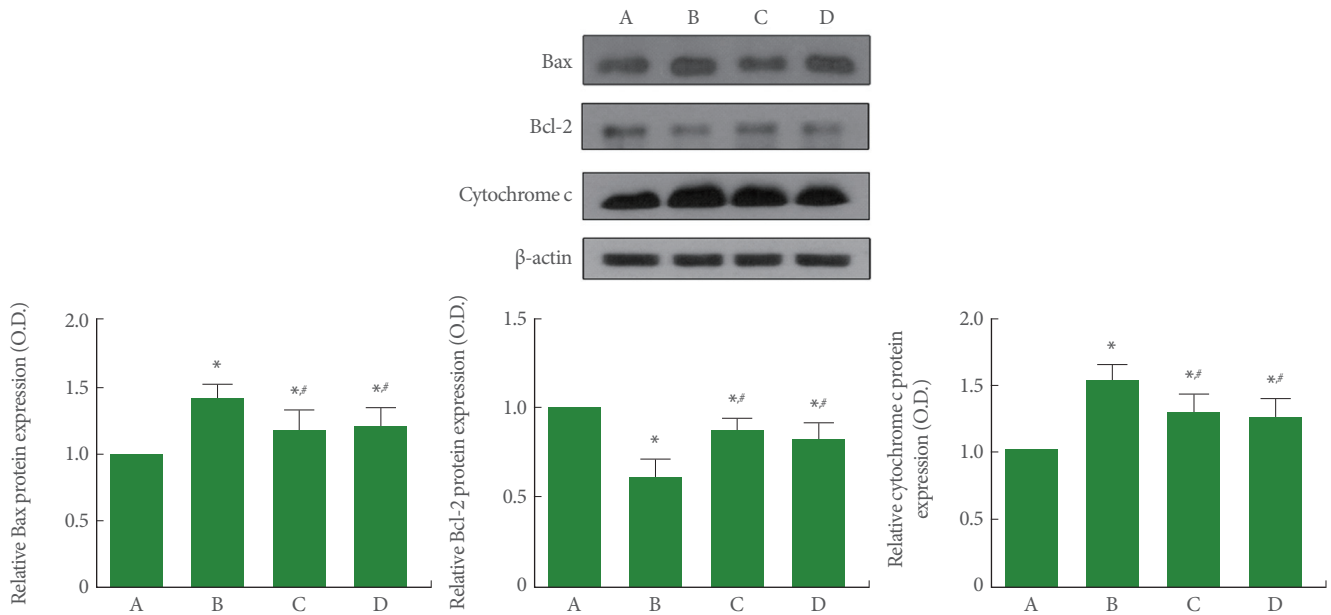 A B C D
Bax
Bcl-2
Cytochrome c
β-actin
Relative Bax protein expression (O.D.)
2.0
1.5
1.0
0.5
0
*
*,#
*,#
A B C D
Relative Bcl-2 protein expression (O.D.)
1.5
1.0
0.5
0
*
*,#
*,#
A B C D
Relative cytochrome c protein
expression (O.D.)
2.0
1.5
1.0
0.5
0
*
*,#
*,#
A B C D